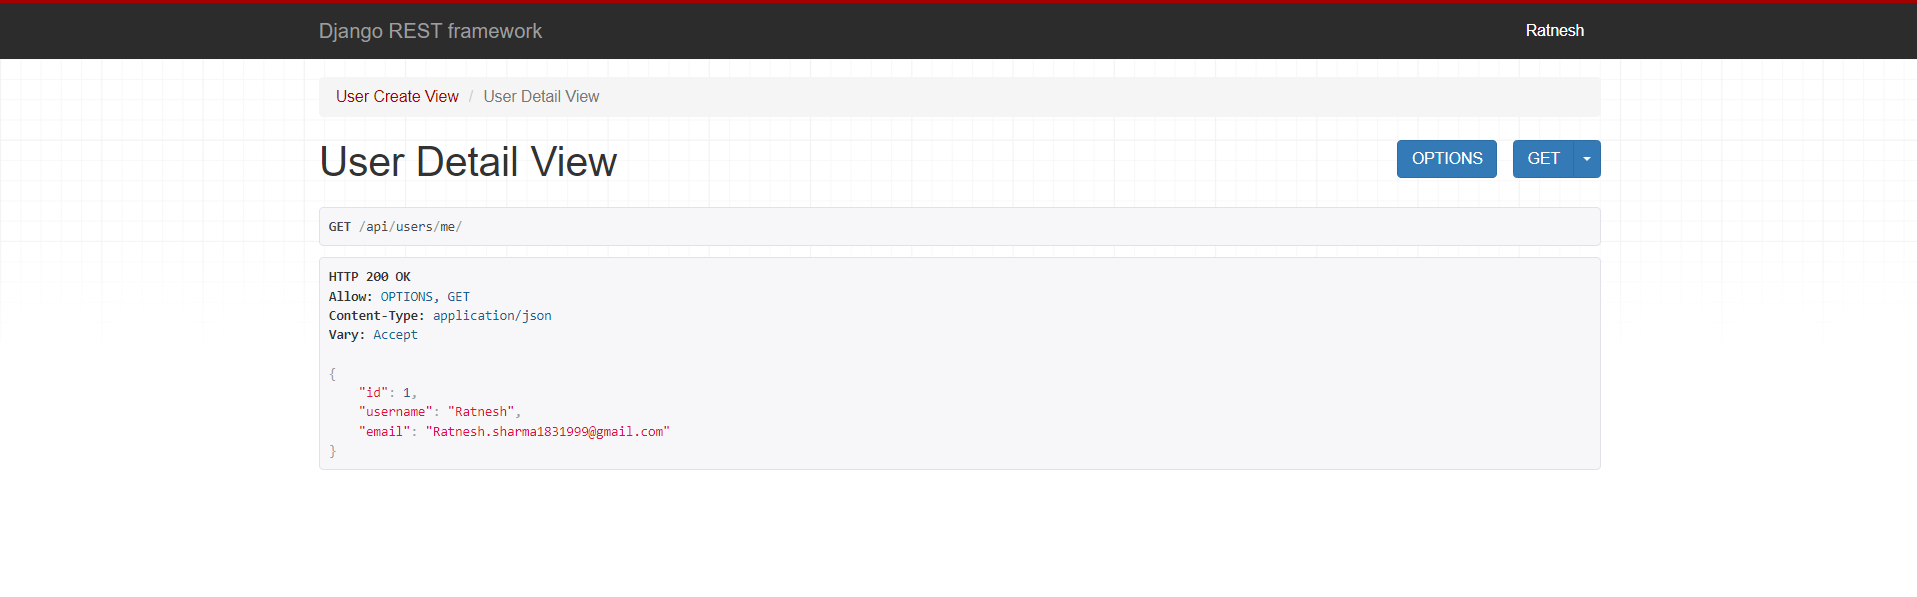 Django REST framework
Ratnesh
User Create View / User Detail View
User Detail View
OPTIONS
GET
GET /api/users/me/
HTTP 200 OK
Allow: OPTIONS, GET
Content-Type: application/json
Vary: Accept
{
    "id": 1,
    "username": "Ratnesh",
    "email": "Ratnesh.sharma1831999@gmail.com"
}